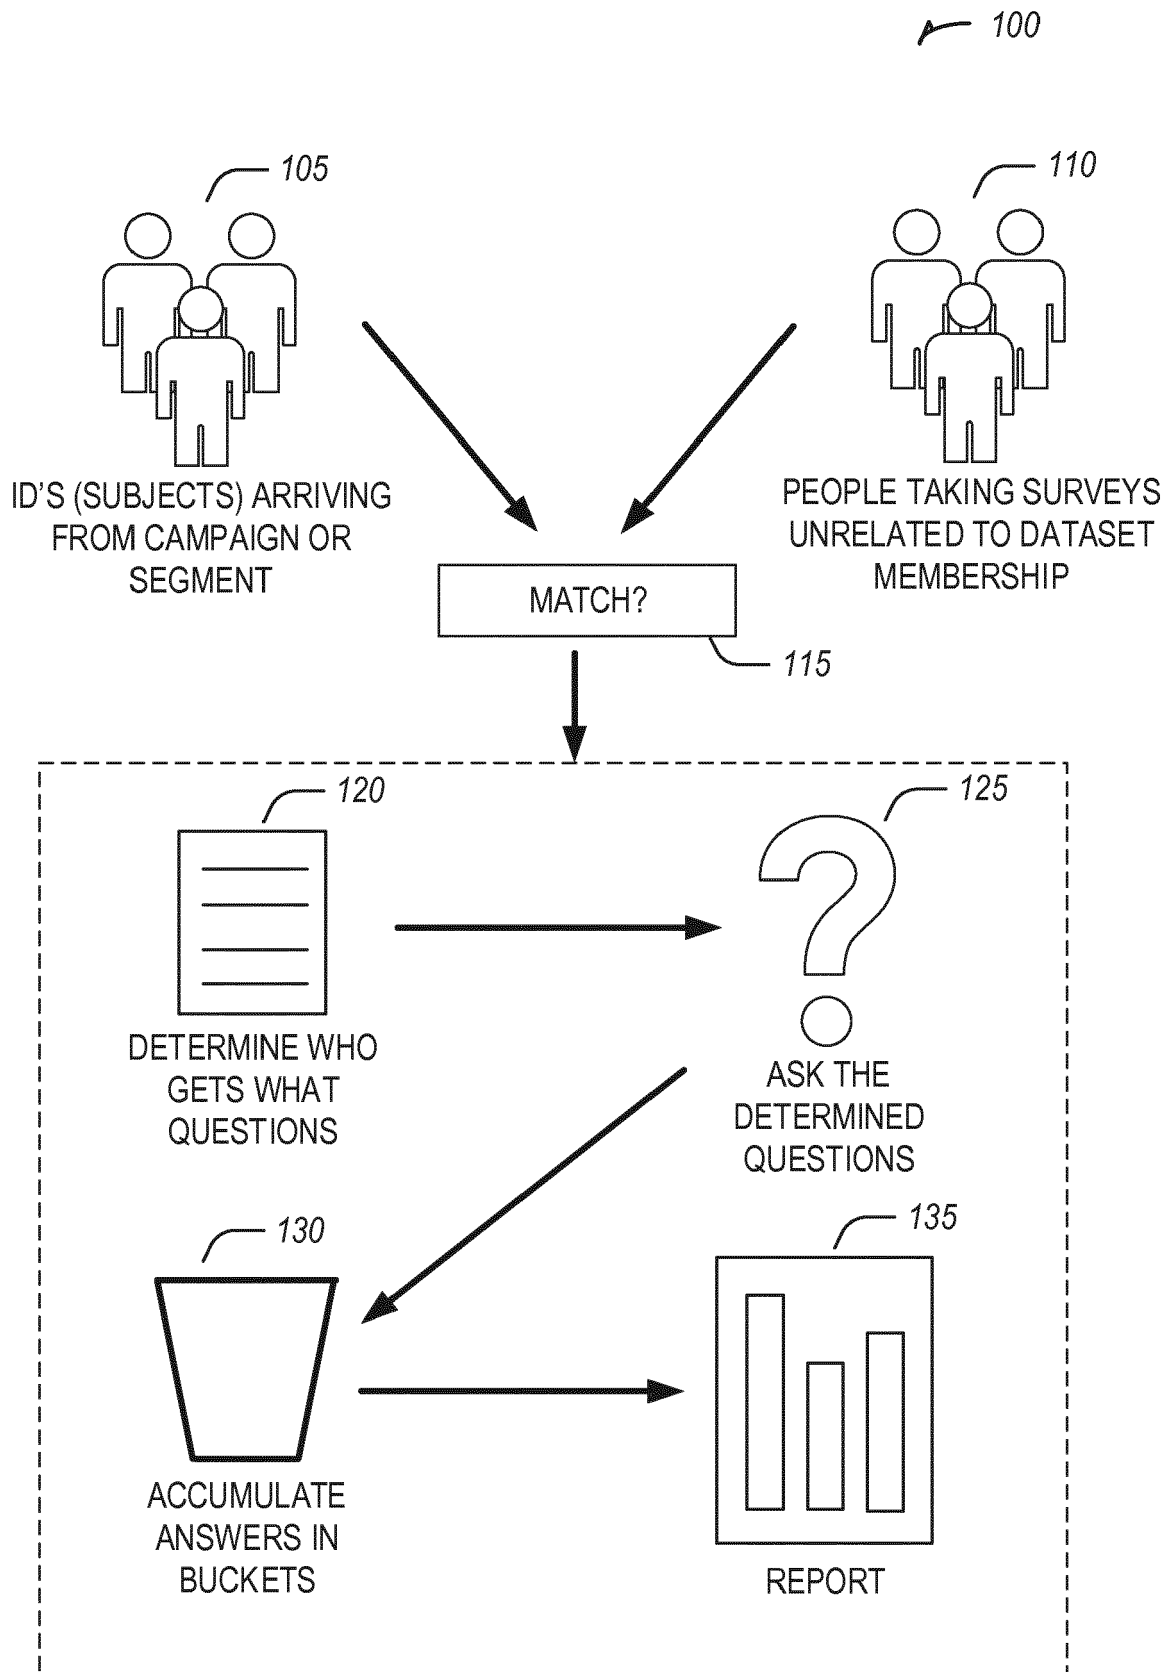 100
105
110
ID'S (SUBJECTS) ARRIVING
FROM CAMPAIGN OR
SEGMENT
PEOPLE TAKING SURVEYS
UNRELATED TO DATASET
MEMBERSHIP
MATCH?
115
120
125
DETERMINE WHO
GETS WHAT
QUESTIONS
ASK THE
DETERMINED
QUESTIONS
130
135
ACCUMULATE
ANSWERS IN
BUCKETS
REPORT